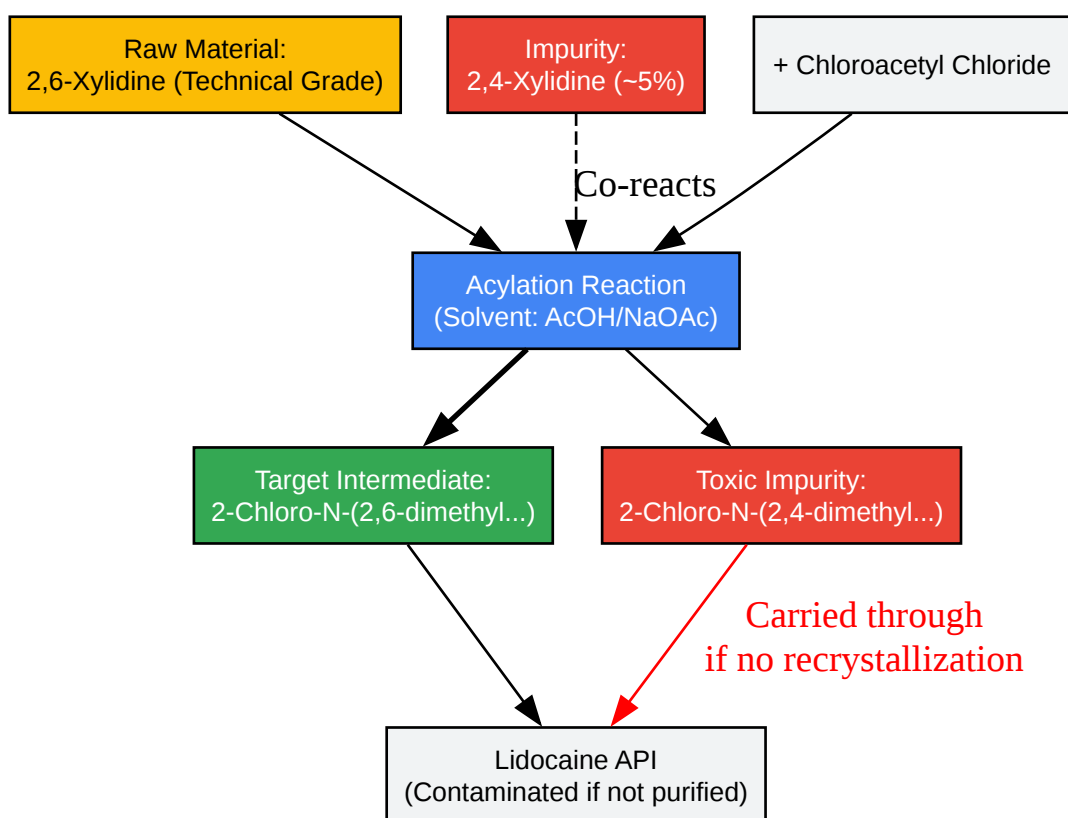 Raw Material:
2,6-Xylidine (Technical Grade)
Impurity:
2,4-Xylidine (~5%)
+ Chloroacetyl Chloride
Co-reacts
Acylation Reaction
(Solvent: AcOH/NaOAc)
Target Intermediate:
2-Chloro-N-(2,6-dimethyl...)
Toxic Impurity:
2-Chloro-N-(2,4-dimethyl...)
Carried through
if no recrystallization
Lidocaine API
(Contaminated if not purified)